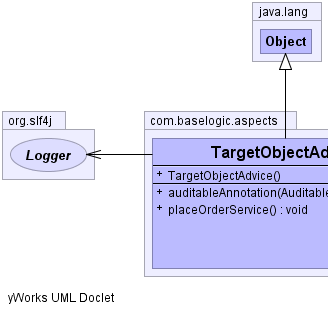 java.lang
Object
org.slf4j
com.baselogic.aspects
Logger
TargetObjectAd
+ TargetObjectAdvice()
+ auditableAnnotation(Auditable
+ placeOrderService() : void
yWorks UML Doclet